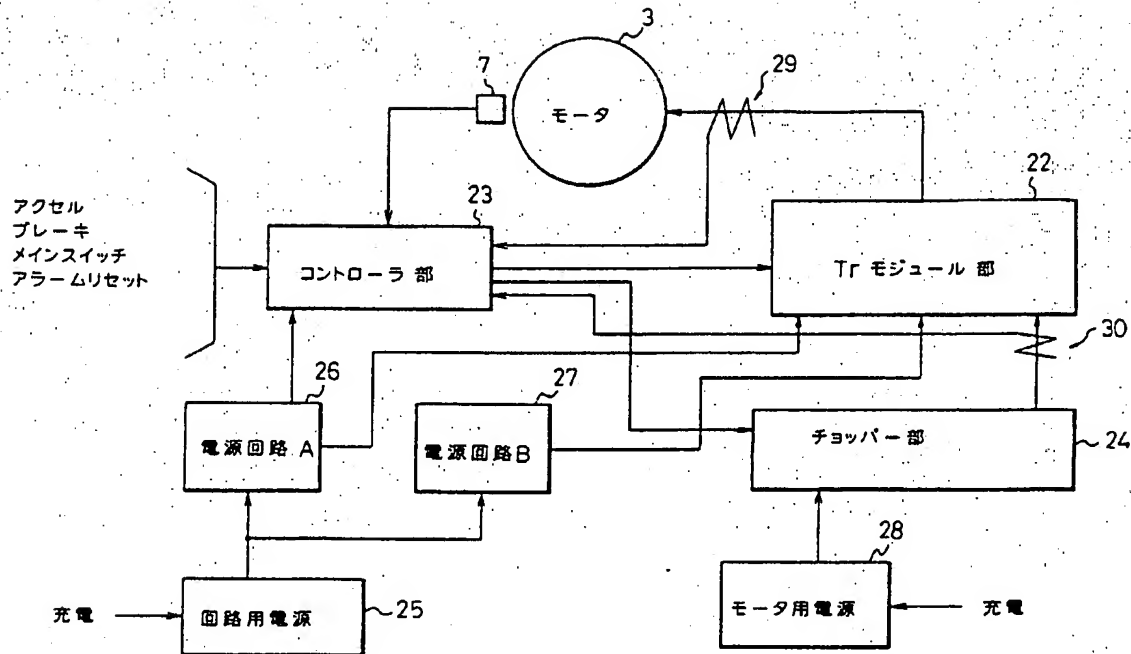 3
7
29
モータ
22
23
アクセル
ブレーキ
メインスイッチ
アラームリセット
コントローラ部
Trモジュール部
30
26
27
電源回路A
電源回路B
チョッパー部
24
28
充電
回路用電源
25
モータ用電源
充電